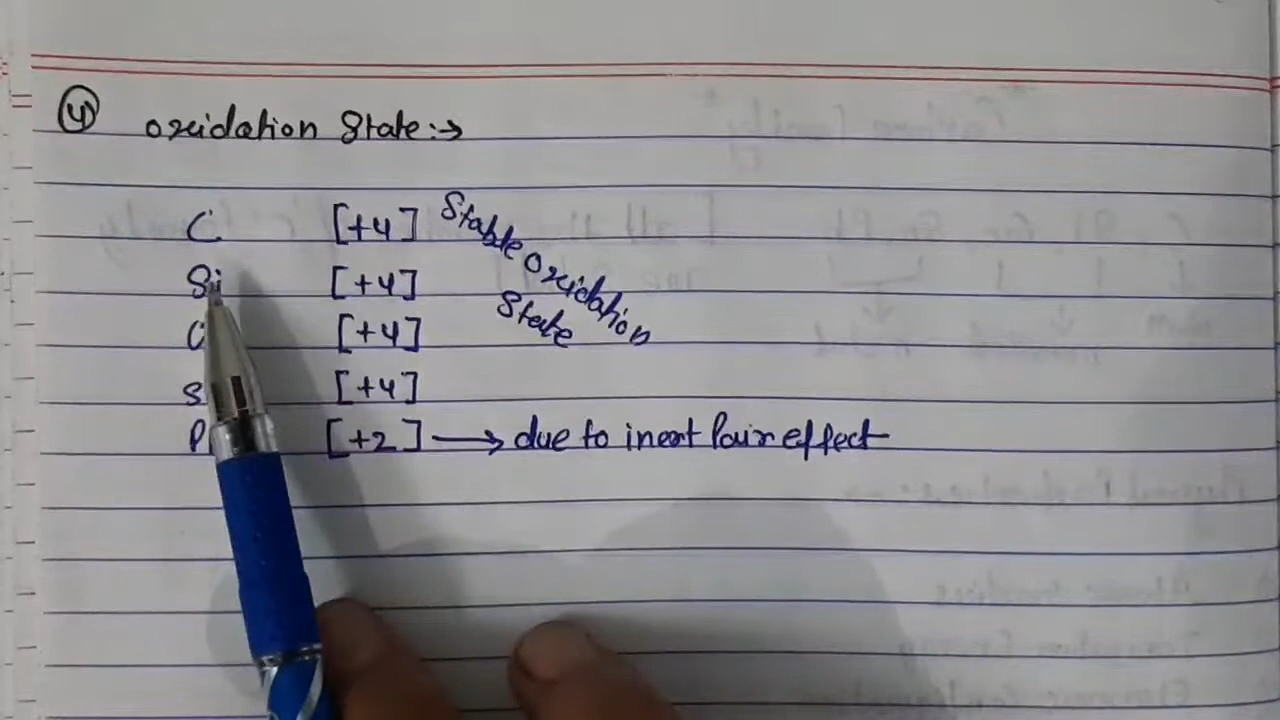 4 oxidation State:→
C [+4] Stable oxidation State
Si [+4]
[+4]
[+4]
[+2] → due to inert Pair effect